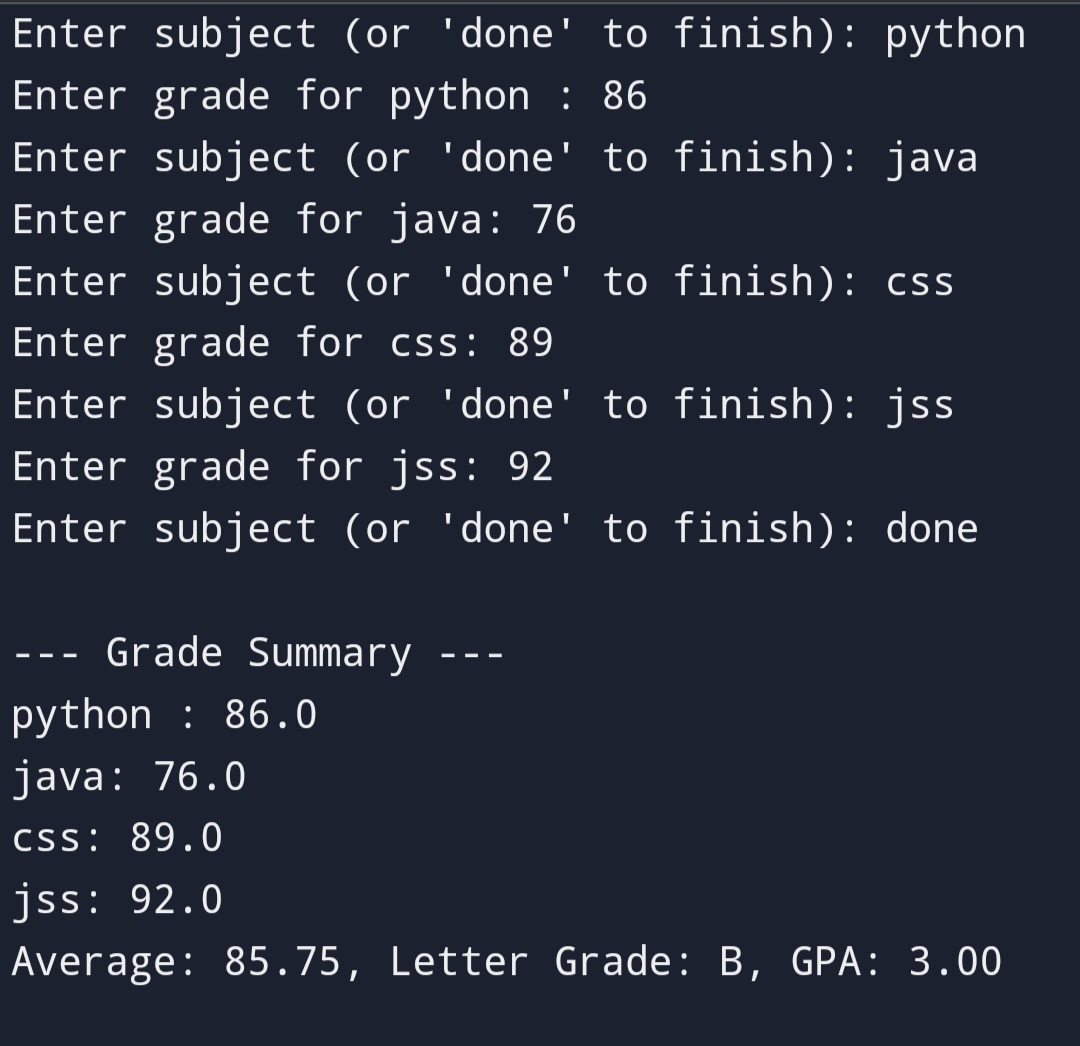 Enter subject (or 'done' to finish): python
Enter grade for python : 86
Enter subject (or 'done' to finish): java
Enter grade for java: 76
Enter subject (or 'done' to finish): css
Enter grade for css: 89
Enter subject (or 'done' to finish): jss
Enter grade for jss: 92
Enter subject (or 'done' to finish): done
--- Grade Summary ---
python : 86.0
java: 76.0
css: 89.0
jss: 92.0
Average: 85.75, Letter Grade: B, GPA: 3.00